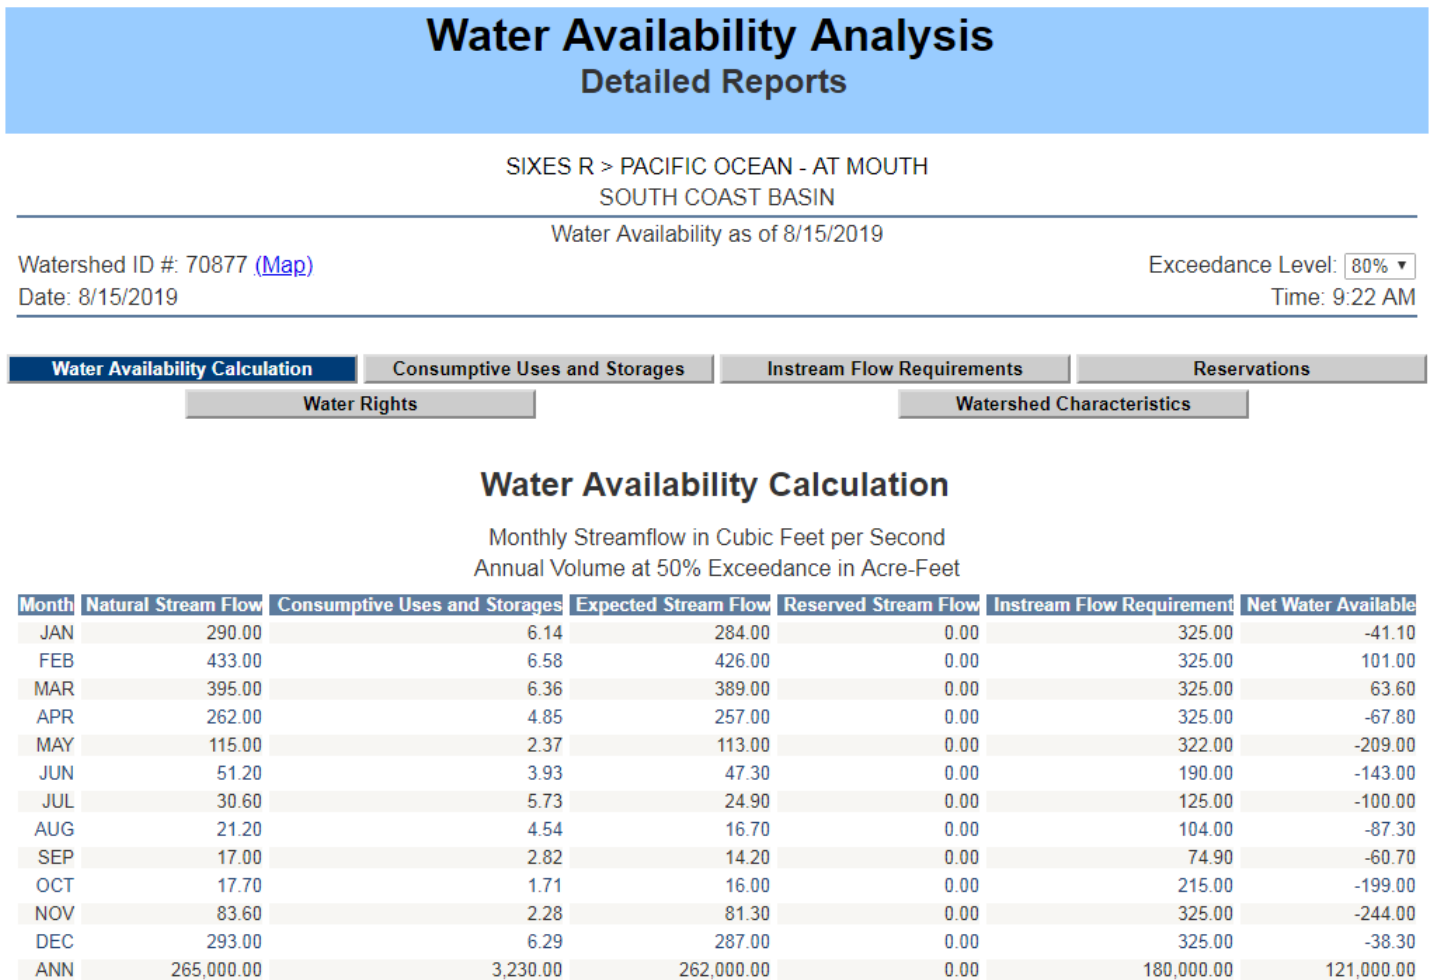 Water Availability Analysis
Detailed Reports
SIXES R > PACIFIC OCEAN - AT MOUTH
SOUTH COAST BASIN
Water Availability as of 8/15/2019
Watershed ID #: 70877 (Map) Exceedance Level: 80%
Date: 8/15/2019 Time: 9:22 AM
Water Availability Calculation Consumptive Uses and Storages Instream Flow Requirements Reservations
Water Rights Watershed Characteristics
Water Availability Calculation
Monthly Streamflow in Cubic Feet per Second
Annual Volume at 50% Exceedance in Acre-Feet
Month Natural Stream Flow Consumptive Uses and Storages Expected Stream Flow Reserved Stream Flow Instream Flow Requirement Net Water Available
JAN 290.00 6.14 284.00 0.00 325.00 -41.10
FEB 433.00 6.58 426.00 0.00 325.00 101.00
MAR 395.00 6.36 389.00 0.00 325.00 63.60
APR 262.00 4.85 257.00 0.00 325.00 -67.80
MAY 115.00 2.37 113.00 0.00 322.00 -209.00
JUN 51.20 3.93 47.30 0.00 190.00 -143.00
JUL 30.60 5.73 24.90 0.00 125.00 -100.00
AUG 21.20 4.54 16.70 0.00 104.00 -87.30
SEP 17.00 2.82 14.20 0.00 74.90 -60.70
OCT 17.70 1.71 16.00 0.00 215.00 -199.00
NOV 83.60 2.28 81.30 0.00 325.00 -244.00
DEC 293.00 6.29 287.00 0.00 325.00 -38.30
ANN 265,000.00 3,230.00 262,000.00 0.00 180,000.00 121,000.00